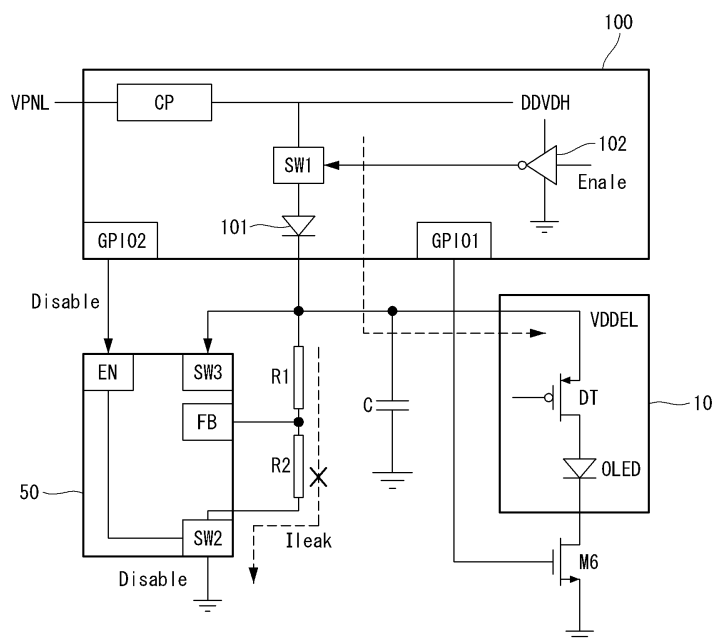 100
VPNL
CP
DDVDH
102
SW1
Enale
101
GPIO2
GPIO1
Disable
VDDEL
EN
SW3
R1
DT
10
FB
C
R2
OLED
50
SW2
Ileak
M6
Disable